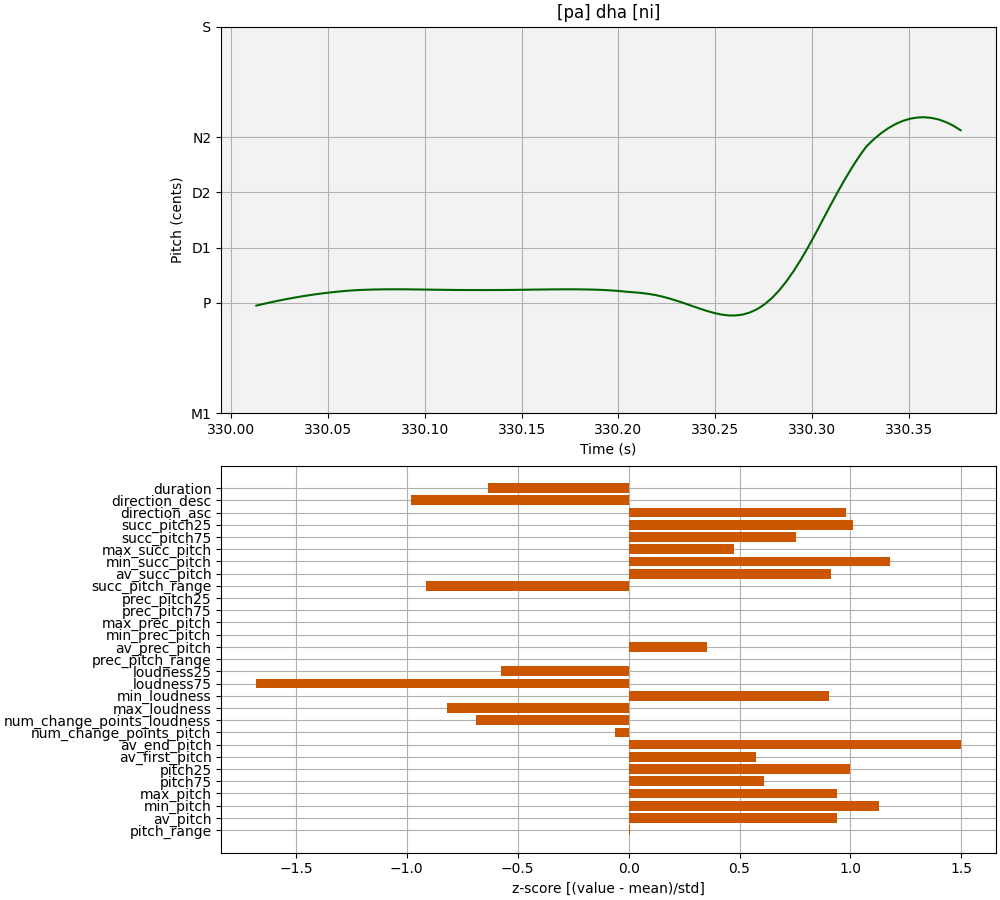 [pa] dha [ni]
S
N2
D2
D1
P
M1
Pitch (cents)
330.00 330.05 330.10 330.15 330.20 330.25 330.30 330.35
Time (s)
duration
direction_desc
direction_asc
succ_pitch25
succ_pitch75
max_succ_pitch
min_succ_pitch
av_succ_pitch
succ_pitch_range
prec_pitch25
prec_pitch75
max_prec_pitch
min_prec_pitch
av_prec_pitch
prec_pitch_range
loudness25
loudness75
min_loudness
max_loudness
num_change_points_loudness
num_change_points_pitch
av_end_pitch
av_first_pitch
pitch25
pitch75
max_pitch
min_pitch
av_pitch
pitch_range
−1.5 −1.0 −0.5 0.0 0.5 1.0 1.5
z-score [(value - mean)/std]